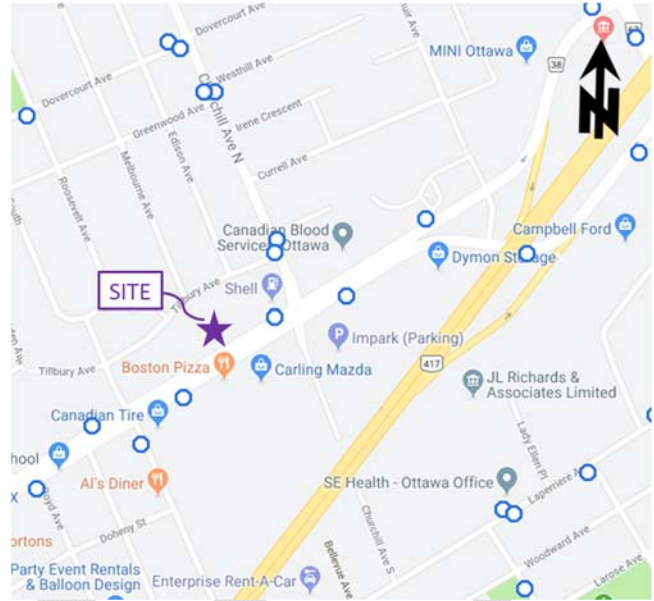 MINI Ottawa
38
Dovercourt Ave
Westhill Ave
Dovercourt Ave
Churchill Ave N
Greenwood Ave
Irene Crescent
Edison Ave
Melbourne Ave
Roosevelt Ave
Currell Ave
Canadian Blood
Services Ottawa
Campbell Ford
Dymon Storage
SITE
Shell
Tilbury Ave
Impark (Parking)
Tillbury Ave
Boston Pizza
Carling Mazda
417
JL Richards &
Associates Limited
Canadian Tire
hool
Lady Ellen Pl
Al's Diner
SE Health - Ottawa Office
Laperriere A
X
Boyd Ave
ortons
Doheny St
Churchill Ave S
Woodward Ave
Bellevue Ave
Party Event Rentals
& Balloon Design
Enterprise Rent-A-Car
Larose Ave
N